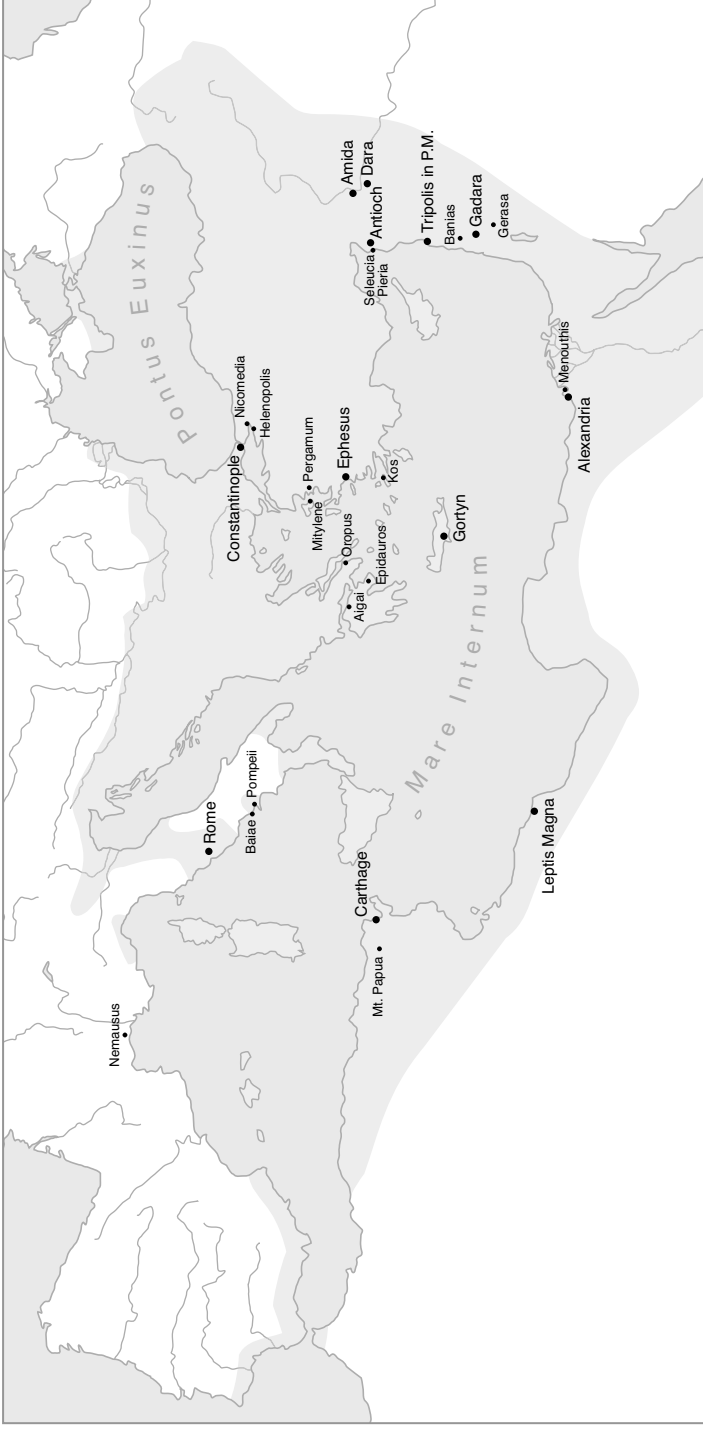 Pontus Euxinus
Mare Internum
Nemausus
Rome
Baiae
Pompeii
Carthage
Mt. Papua
Leptis Magna
Constantinople
Nicomedia
Helenopolis
Pergamum
Mitylene
Ephesus
Oropus
Aigai
Epidauros
Kos
Gortyn
Amida
Dara
Antioch
Seleucia
Pieria
Tripolis in P.M.
Banias
Gadara
Gerasa
Menouthis
Alexandria